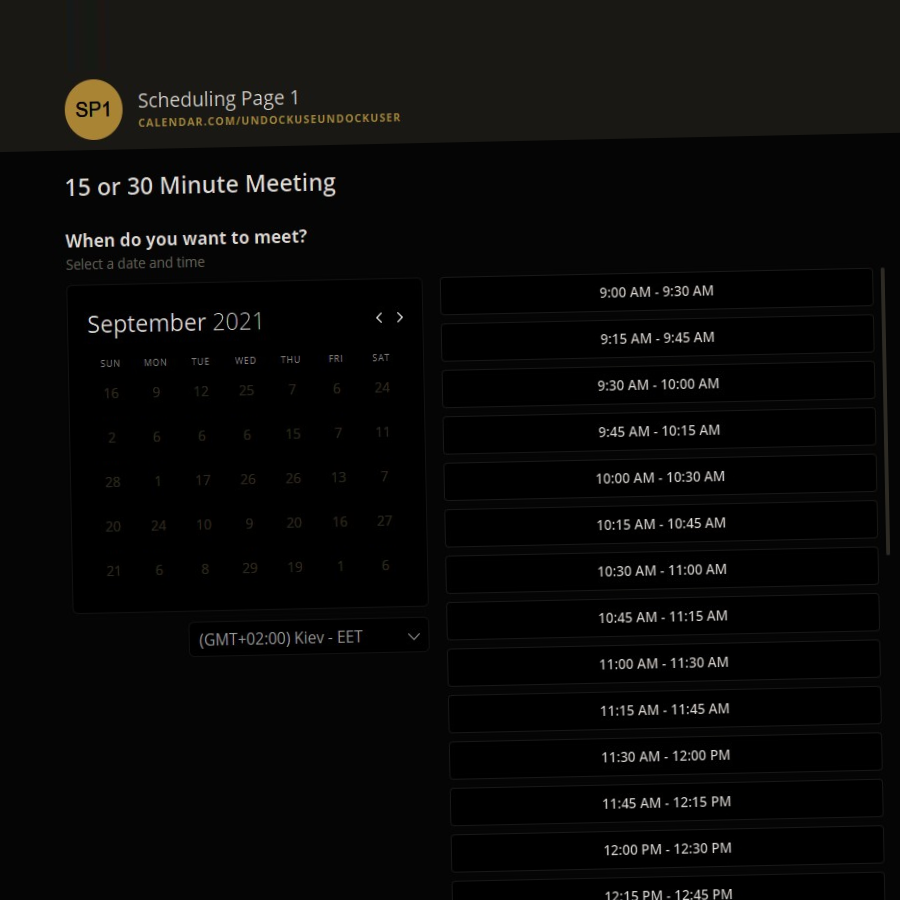 SP1
Scheduling Page 1
CALENDAR.COM/UNDOCKUSEUNDOCKUSER
15 or 30 Minute Meeting
When do you want to meet?
Select a date and time
September 2021
SUN MON TUE WED THU FRI SAT
16 9 12 25 7 6 24
2 6 6 6 15 7 11
28 1 17 26 26 13 7
20 24 10 9 20 16 27
21 6 8 29 19 1 6
(GMT+02:00) Kiev - EET
9:00 AM - 9:30 AM
9:15 AM - 9:45 AM
9:30 AM - 10:00 AM
9:45 AM - 10:15 AM
10:00 AM - 10:30 AM
10:15 AM - 10:45 AM
10:30 AM - 11:00 AM
10:45 AM - 11:15 AM
11:00 AM - 11:30 AM
11:15 AM - 11:45 AM
11:30 AM - 12:00 PM
11:45 AM - 12:15 PM
12:00 PM - 12:30 PM
12:15 PM - 12:45 PM